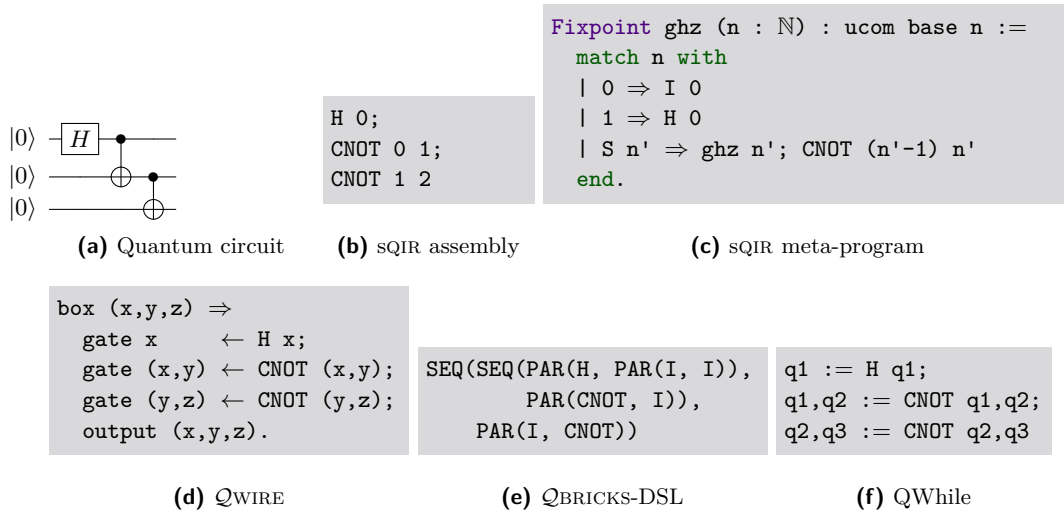 |0⟩ H
|0⟩
|0⟩
(a) Quantum circuit
H 0;
CNOT 0 1;
CNOT 1 2
(b) sQIR assembly
Fixpoint ghz (n : ℕ) : ucom base n :=
match n with
| 0 ⇒ I 0
| 1 ⇒ H 0
| S n' ⇒ ghz n'; CNOT (n'-1) n'
end.
(c) sQIR meta-program
box (x,y,z) ⇒
gate x ← H x;
gate (x,y) ← CNOT (x,y);
gate (y,z) ← CNOT (y,z);
output (x,y,z).
(d) QWIRE
SEQ(SEQ(PAR(H, PAR(I, I)),
PAR(CNOT, I)),
PAR(I, CNOT))
(e) QBRICKS-DSL
q1 := H q1;
q1,q2 := CNOT q1,q2;
q2,q3 := CNOT q2,q3
(f) QWhile